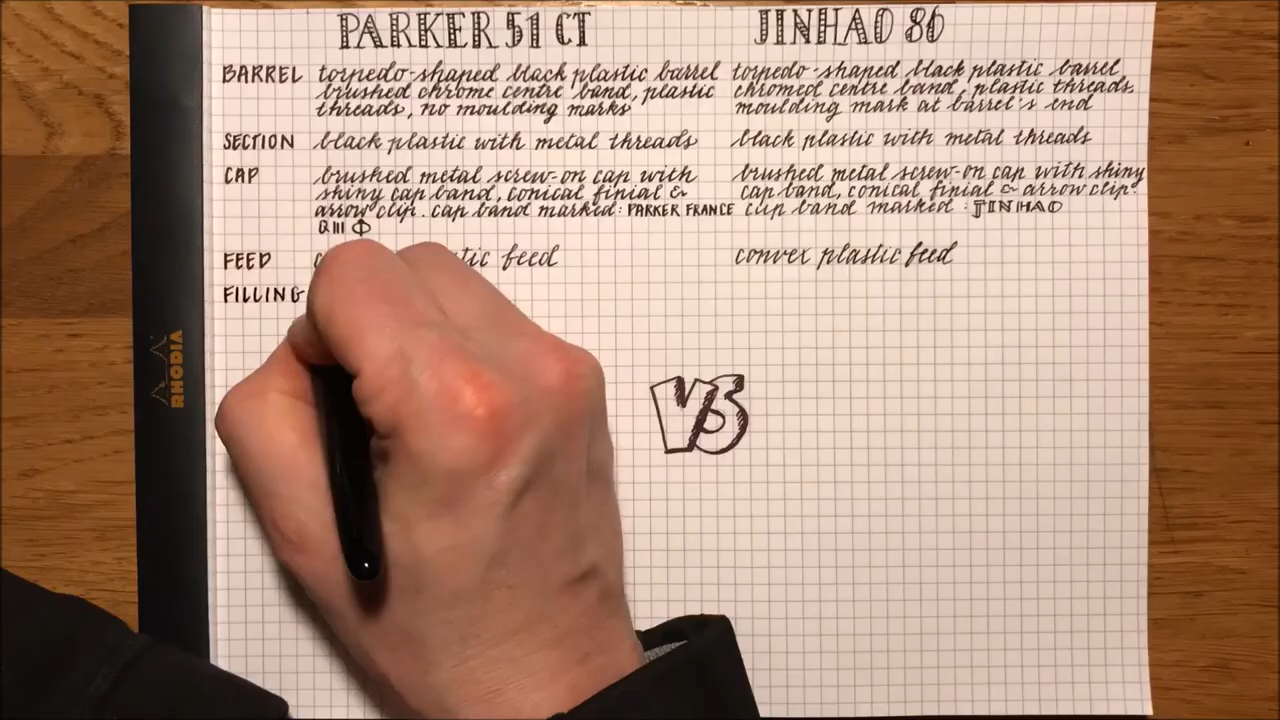 PARKER 51 CT
JINHAO 86
BARREL torpedo-shaped black plastic barrel
brushed chrome centre band, plastic
threads, no moulding marks
torpedo-shaped black plastic barrel
chromed centre band, plastic threads
moulding mark at barrel's end
SECTION black plastic with metal threads
black plastic with metal threads
CAP brushed metal screw-on cap with
shiny cap band, conical finial &
arrow clip. cap band marked: PARKER FRANCE
Q III
brushed metal screw-on cap with shiny
cap band, conical finial & arrow clip.
cap band marked: JINHAO
FEED feed
convex plastic feed
FILLING
VS
RHODIA